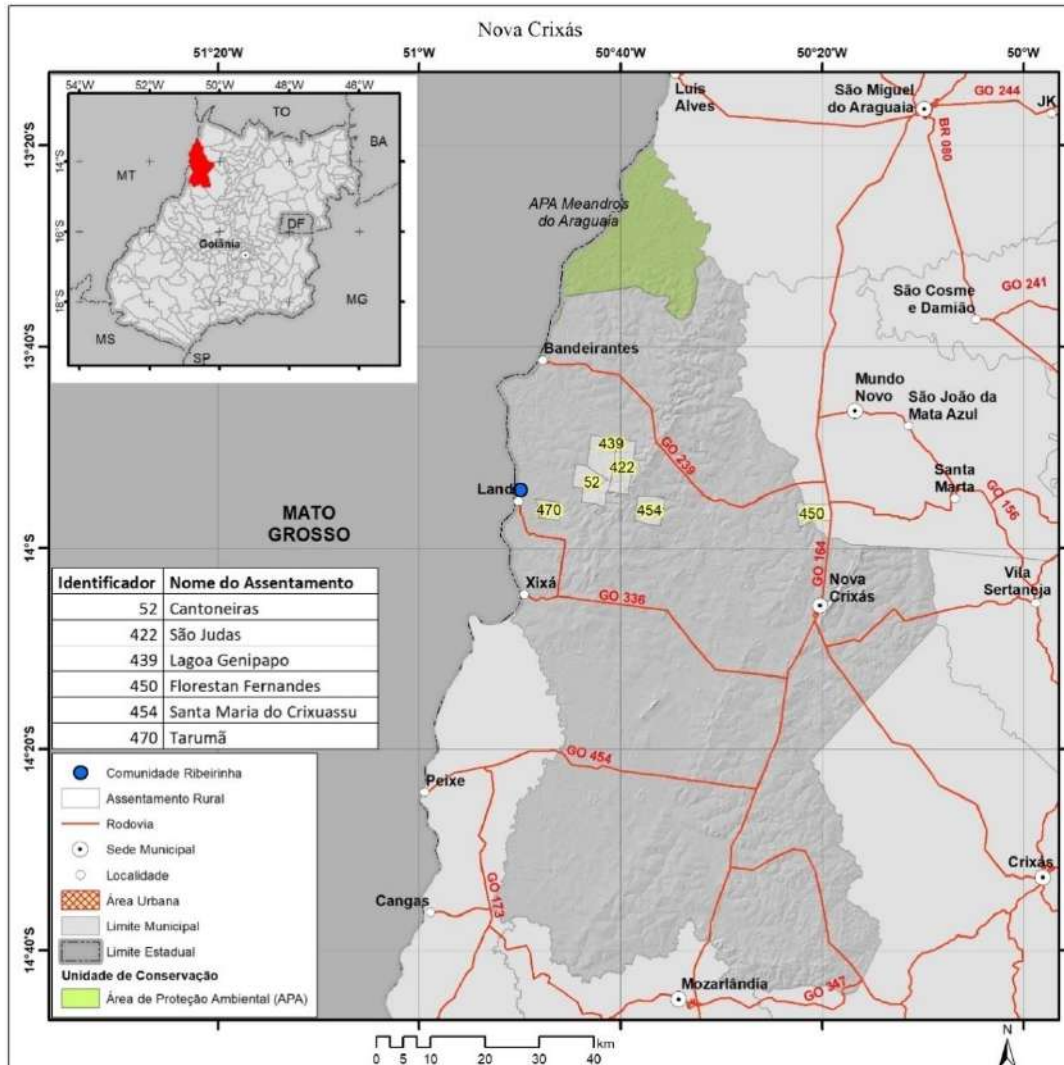 Nova Crixás
51°20'W
51°W
50°40'W
50°20'W
50°W
54°W
52°W
50°W
48°W
46°W
14°S
16°S
18°S
TO
BA
MT
DF
Goiânia
MG
MS
SP
13°20'S
13°40'S
14°S
14°20'S
14°40'S
Luis
Alves
São Miguel
do Araguaia
GO 244
JK
BR 080
APA Meandros
do Araguaia
São Cosme
e Damião
GO 241
Bandeirantes
Mundo
Novo
São João da
Mata Azul
439
422
52
GO 239
Santa
Marta
Land
470
454
450
GO 156
MATO
GROSSO
GO 164
Xixá
GO 336
Nova
Crixás
Vila
Sertaneja
Identificador Nome do Assentamento
52 Cantoneiras
422 São Judas
439 Lagoa Genipapo
450 Florestan Fernandes
454 Santa Maria do Crixuassu
470 Tarumã
GO 454
Peixe
Crixás
Cangas
GO 173
Mozarlândia
GO 347
Comunidade Ribeirinha
Assentamento Rural
Rodovia
Sede Municipal
Localidade
Área Urbana
Limite Municipal
Limite Estadual
Unidade de Conservação
Área de Proteção Ambiental (APA)
km
0 5 10 20 30 40
N